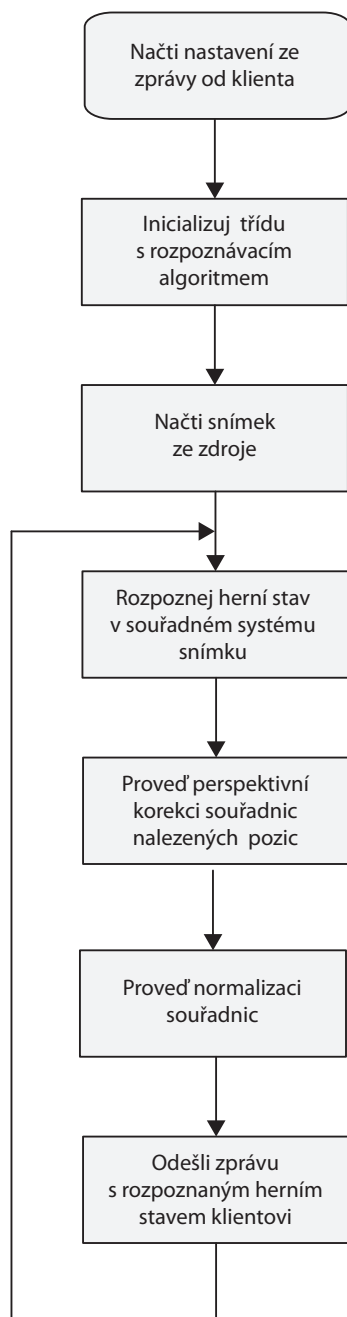 Načti nastavení ze
zprávy od klienta
Inicializuj třídu
s rozpoznávacím
algoritmem
Načti snímek
ze zdroje
Rozpoznej herní stav
v souřadném systému
snímku
Proveď perspektivní
korekci souřadnic
nalezených pozic
Proveď normalizaci
souřadnic
Odešli zprávu
s rozpoznaným herním
stavem klientovi